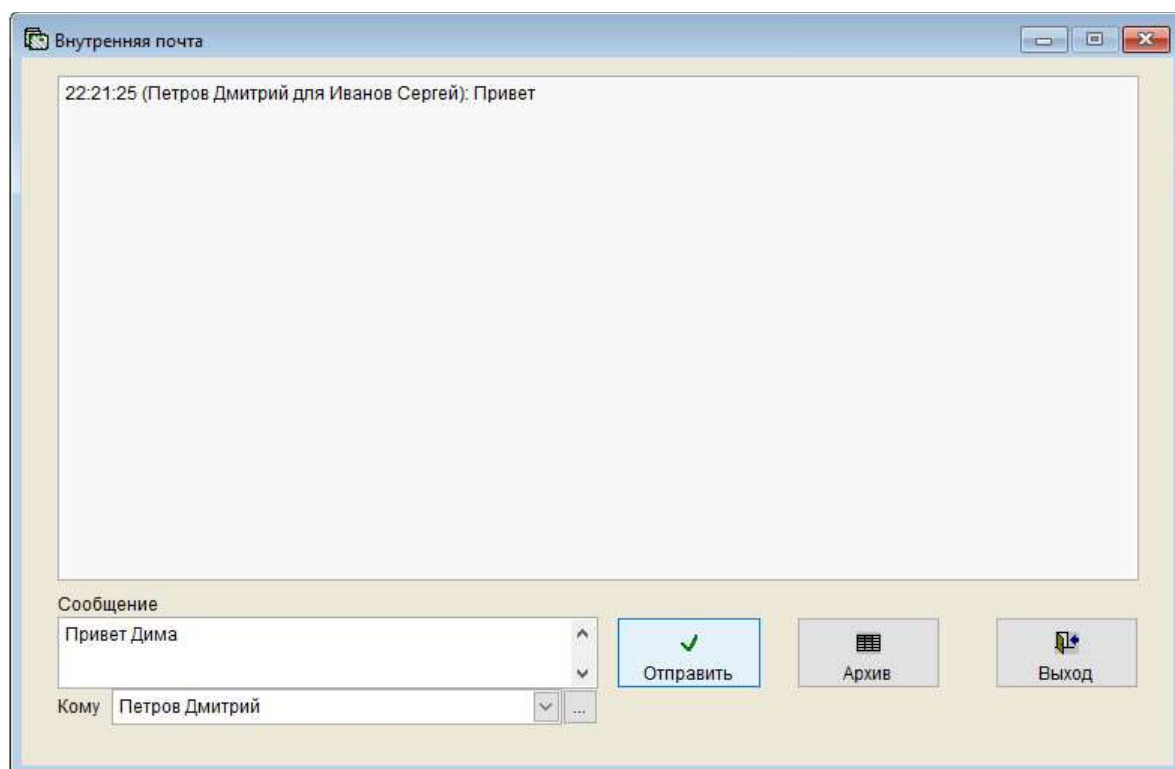 Внутренняя почта
22:21:25 (Петров Дмитрий для Иванов Сергей): Привет
Сообщение
Привет Дима
Отправить
Архив
Выход
Кому Петров Дмитрий ...